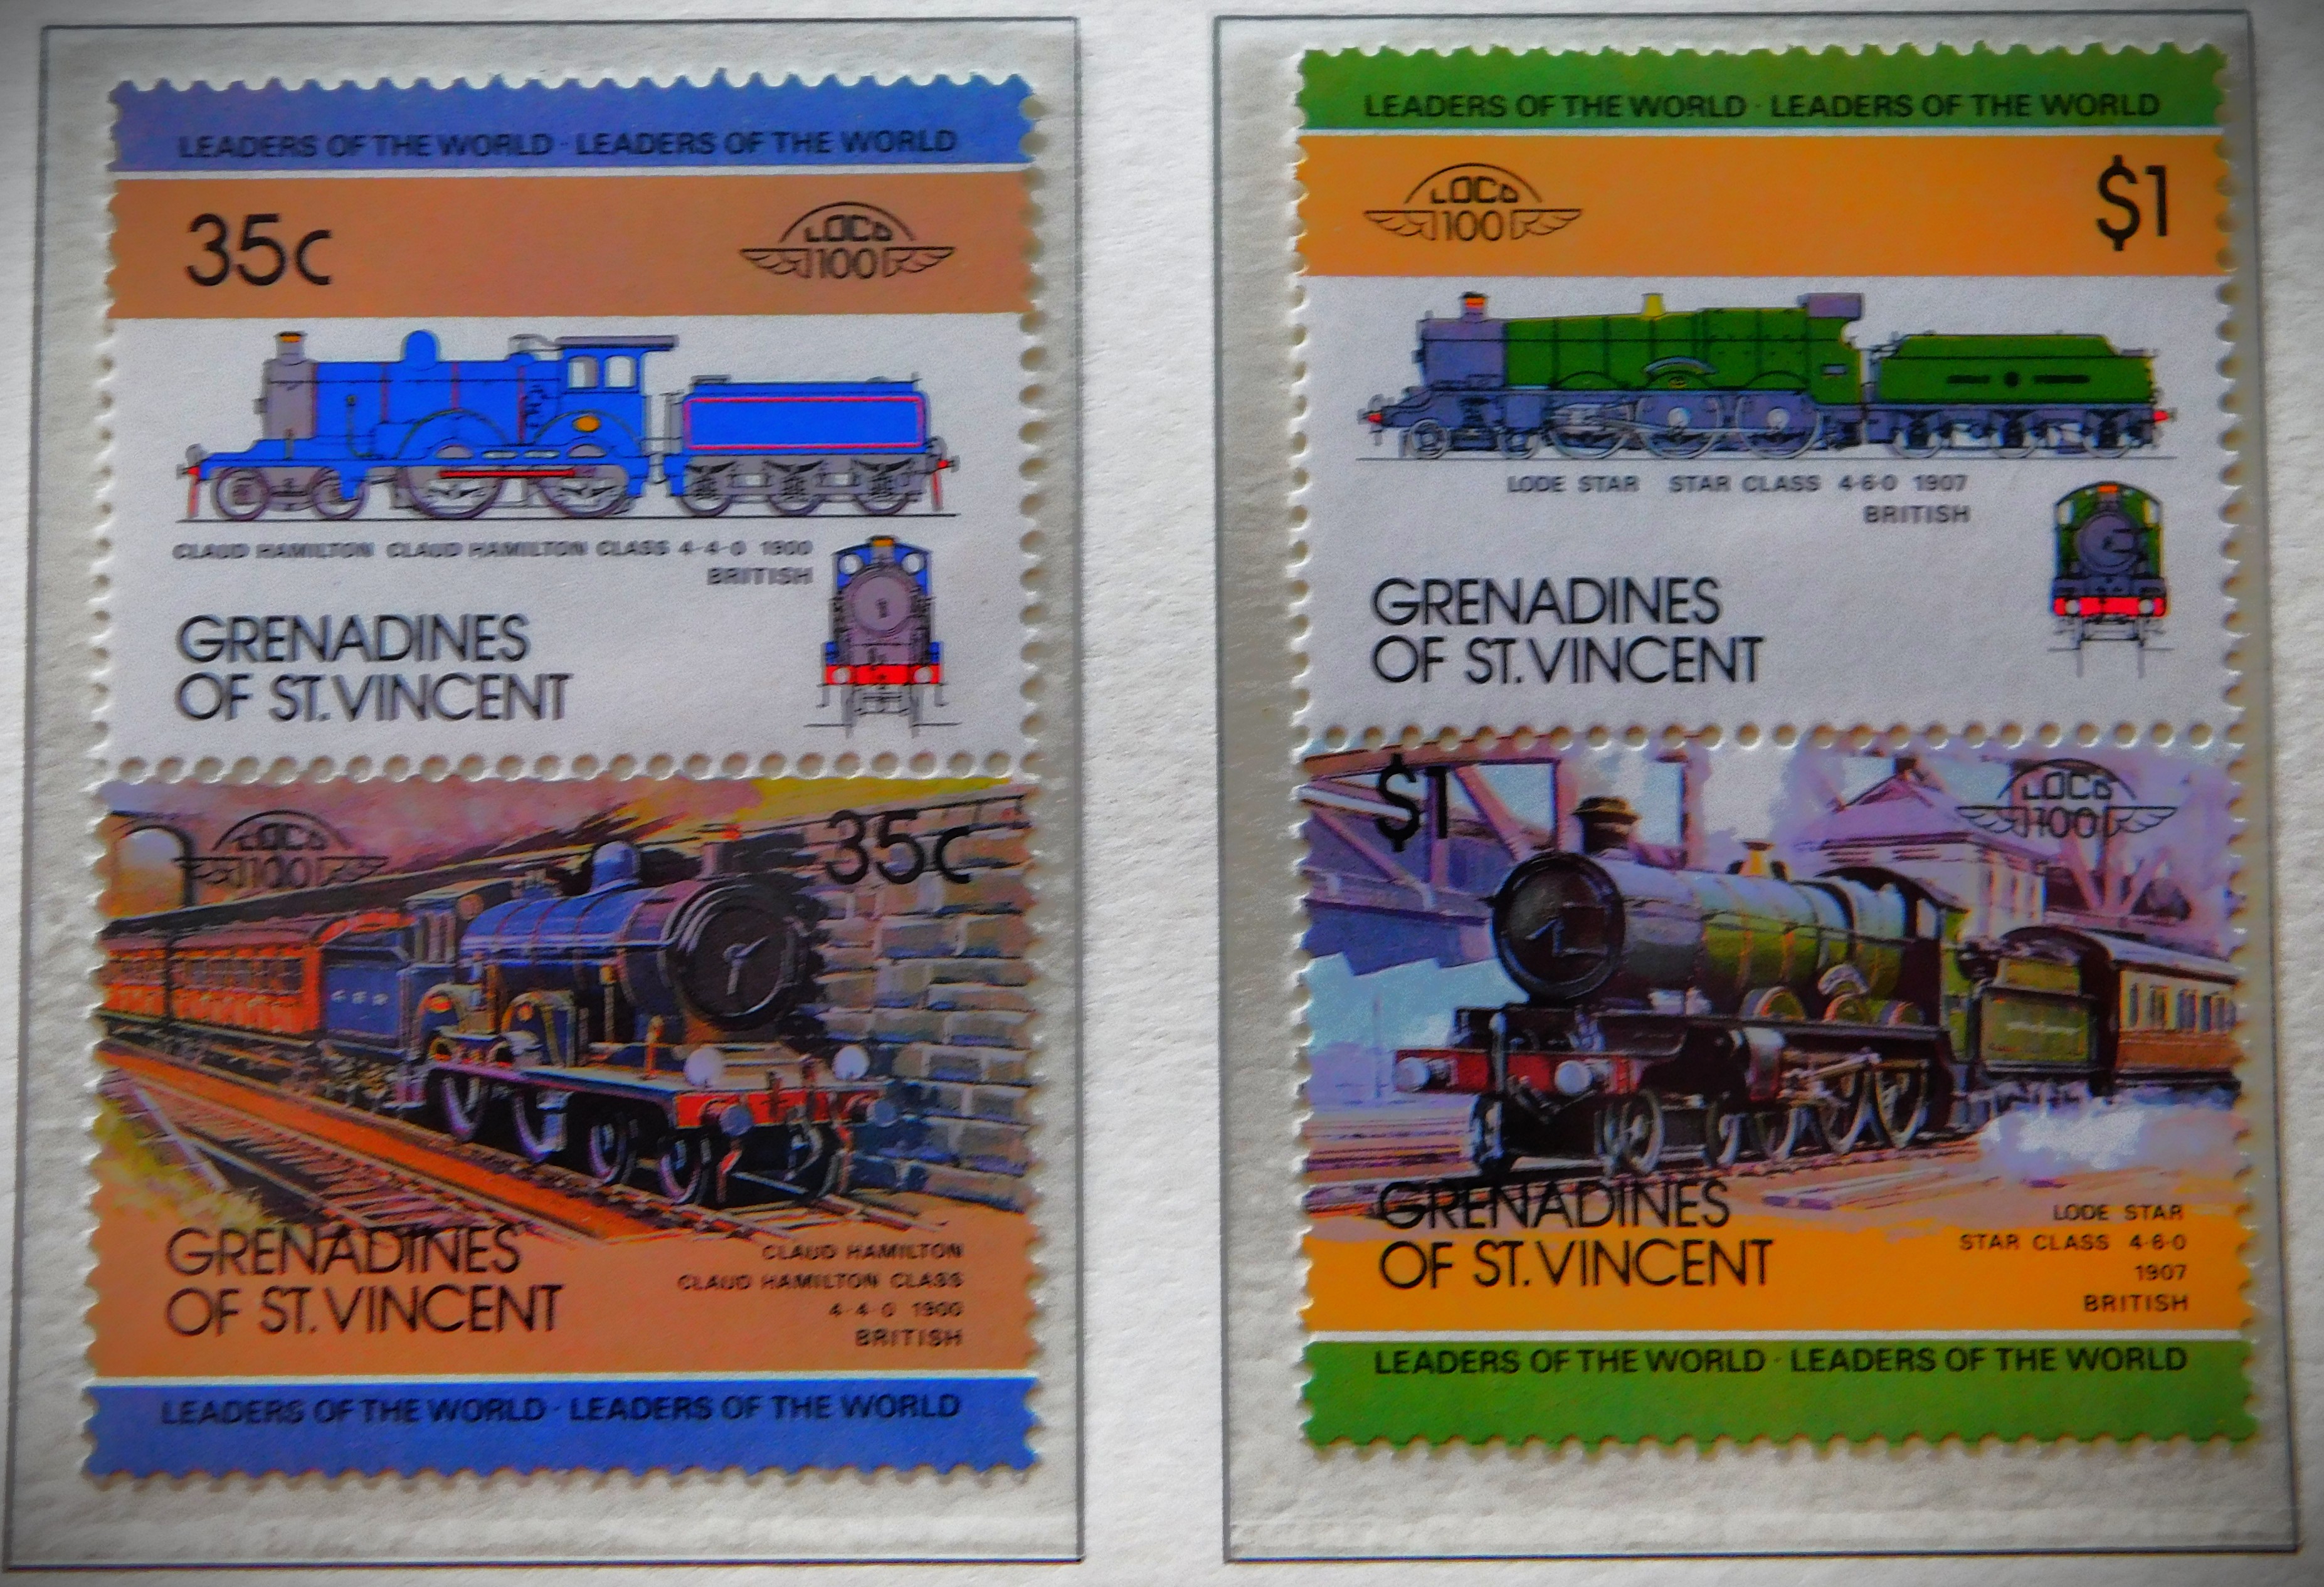 LEADERS OF THE WORLD · LEADERS OF THE WORLD
35c
LOCO
100
CLAUD HAMILTON CLAUD HAMILTON CLASS 4-4-0 1900
BRITISH
GRENADINES
OF ST. VINCENT
LOCO
100
35c
GER
GRENADINES
OF ST. VINCENT
CLAUD HAMILTON
CLAUD HAMILTON CLASS
4-4-0 1900
BRITISH
LEADERS OF THE WORLD · LEADERS OF THE WORLD
LEADERS OF THE WORLD · LEADERS OF THE WORLD
LOCO
100
$1
LODE STAR STAR CLASS 4-6-0 1907
BRITISH
GRENADINES
OF ST. VINCENT
$1
LOCO
100
GRENADINES
OF ST. VINCENT
LODE STAR
STAR CLASS 4-6-0
1907
BRITISH
LEADERS OF THE WORLD · LEADERS OF THE WORLD